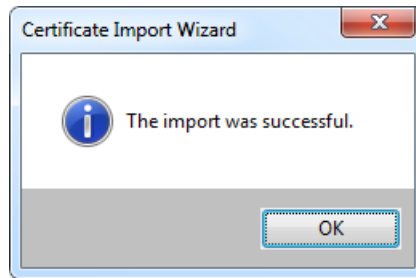 Certificate Import Wizard
The import was successful.
OK